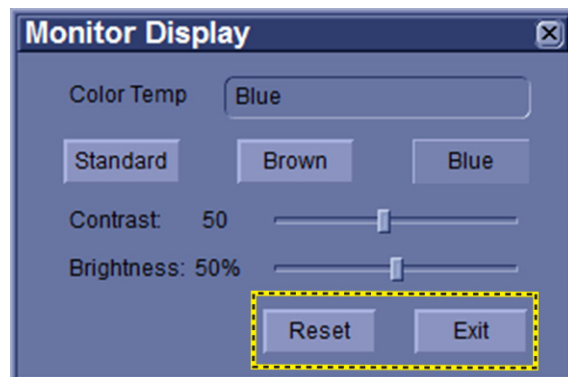 Monitor Display
Color Temp Blue
Standard Brown Blue
Contrast: 50
Brightness: 50%
Reset Exit